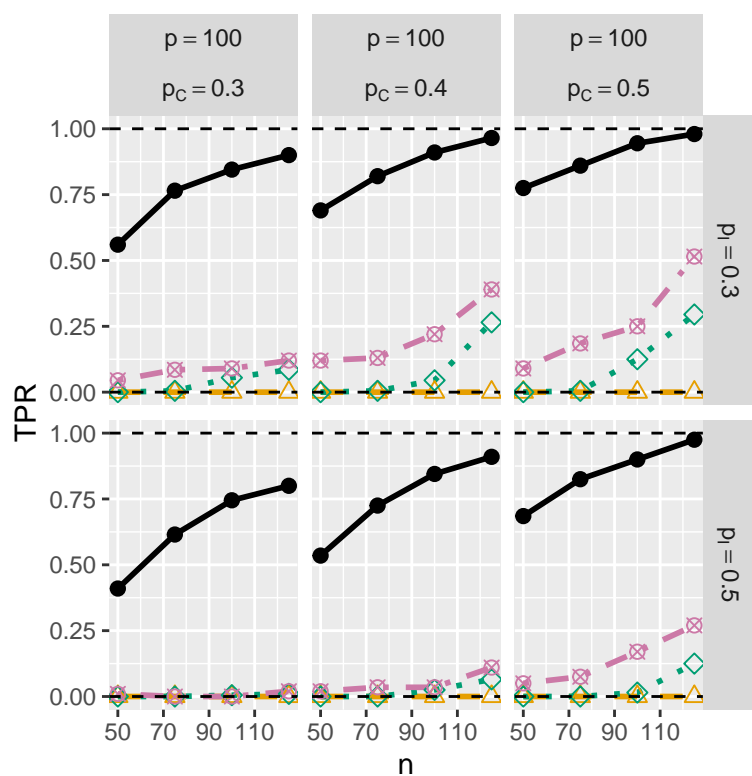 p = 100 p = 100 p = 100
p_C = 0.3 p_C = 0.4 p_C = 0.5
1.00
0.75
0.50
0.25
0.00
p_I = 0.3
TPR
1.00
0.75
0.50
0.25
0.00
p_I = 0.5
50 70 90 110 50 70 90 110 50 70 90 110
n